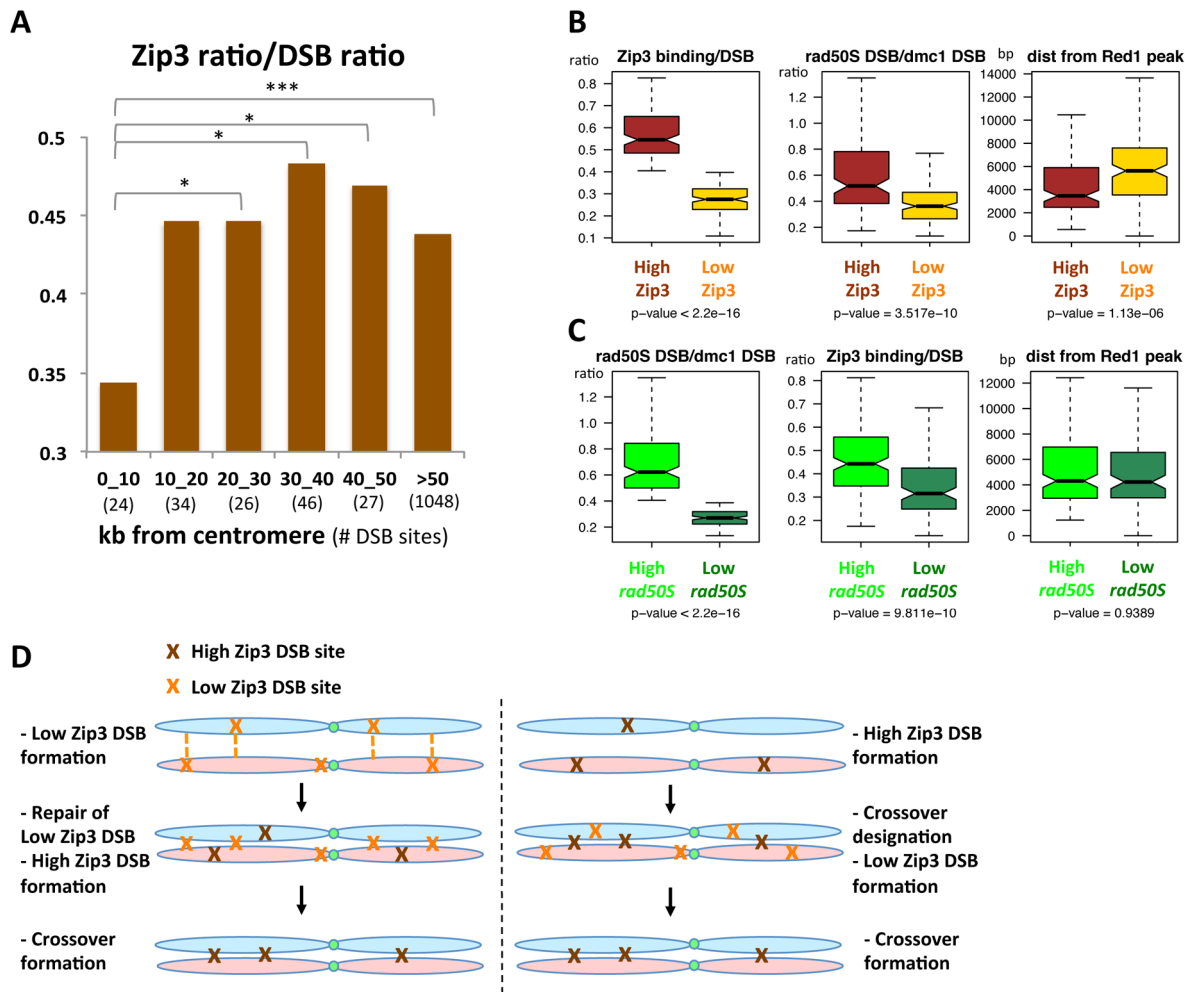 A
Zip3 ratio/DSB ratio
***
*
*
*
0.5
0.45
0.4
0.35
0.3
0_10 10_20 20_30 30_40 40_50 >50
(24) (34) (26) (46) (27) (1048)
kb from centromere (# DSB sites)
B
Zip3 binding/DSB
ratio
0.8
0.7
0.6
0.5
0.4
0.3
0.2
0.1
High Low
Zip3 Zip3
p−value < 2.2e−16
rad50S DSB/dmc1 DSB
ratio
1.2
1.0
0.8
0.6
0.4
0.2
High Low
Zip3 Zip3
p−value = 3.517e−10
dist from Red1 peak
bp
14000
12000
10000
8000
6000
4000
2000
0
High Low
Zip3 Zip3
p−value = 1.13e−06
C
rad50S DSB/dmc1 DSB
ratio
1.2
1.0
0.8
0.6
0.4
0.2
High Low
rad50S rad50S
p−value < 2.2e−16
Zip3 binding/DSB
ratio
0.8
0.7
0.6
0.5
0.4
0.3
0.2
High Low
rad50S rad50S
p−value = 9.811e−10
dist from Red1 peak
bp
12000
10000
8000
6000
4000
2000
0
High Low
rad50S rad50S
p−value = 0.9389
D
X High Zip3 DSB site
X Low Zip3 DSB site
- Low Zip3 DSB
formation
- Repair of
Low Zip3 DSB
- High Zip3 DSB
formation
- Crossover
formation
- High Zip3 DSB
formation
- Crossover
designation
- Low Zip3 DSB
formation
- Crossover
formation